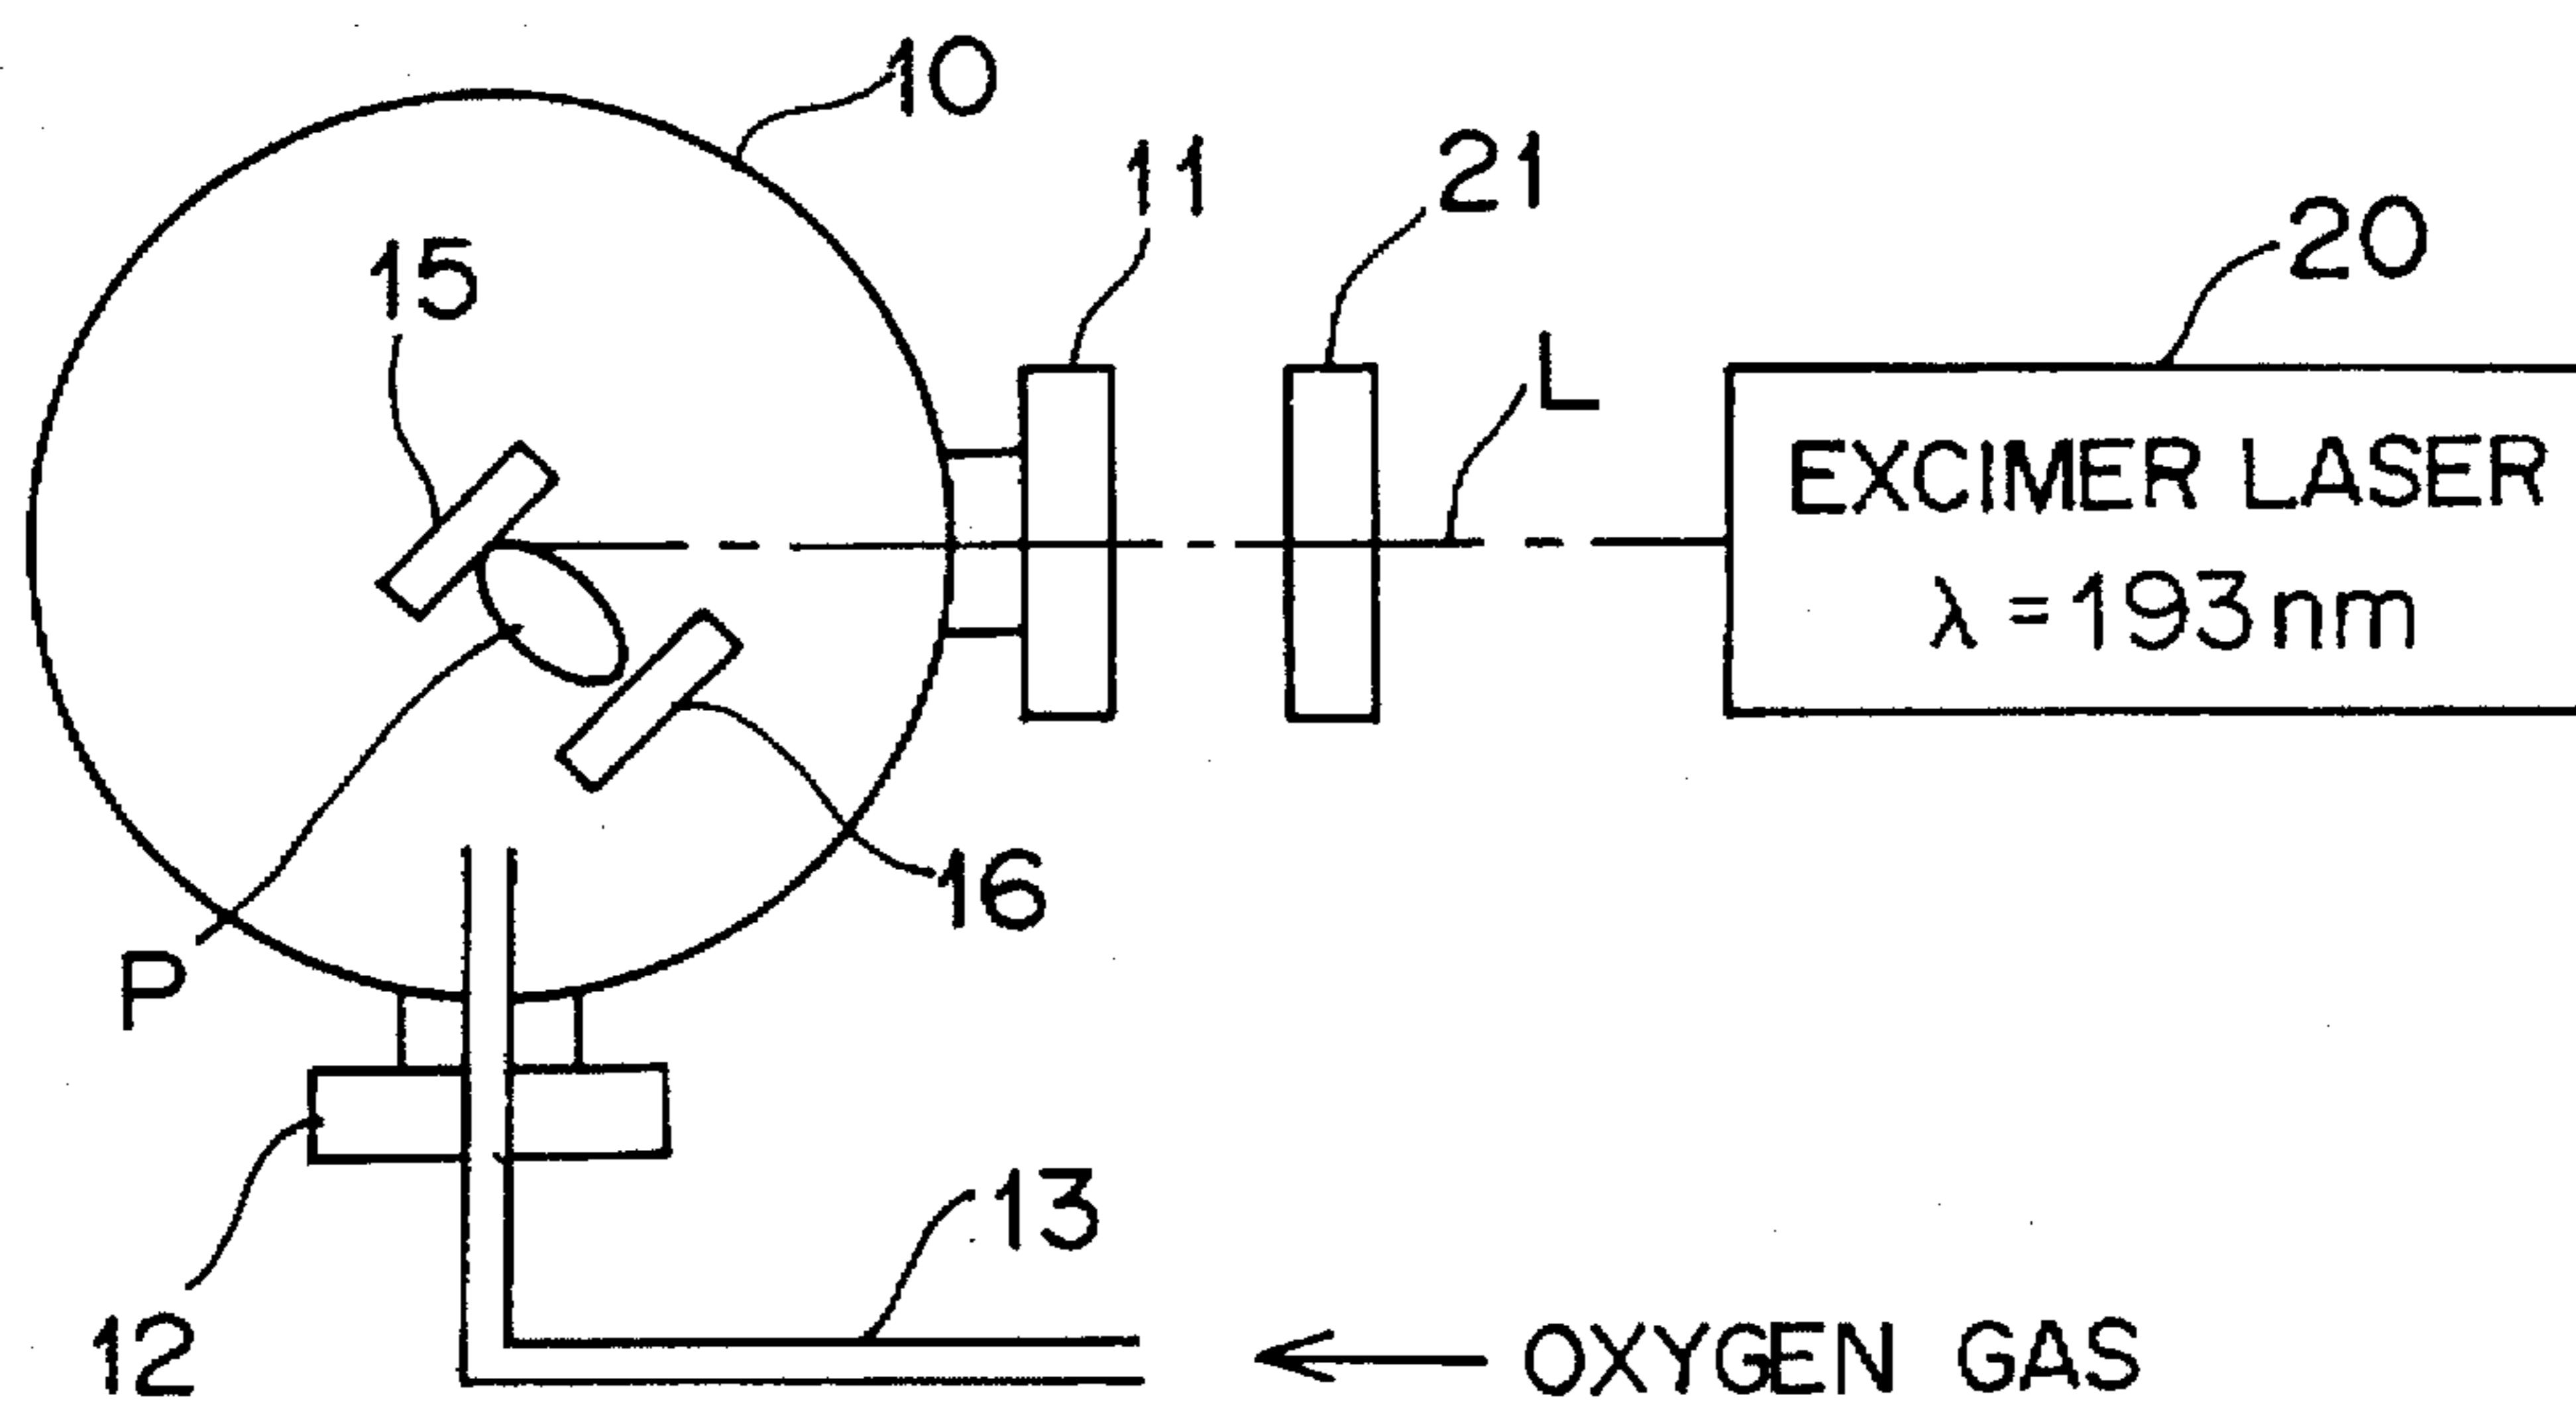 10
11
21
20
15
L
EXCIMER LASER
λ = 193nm
16
P
13
12
OXYGEN GAS